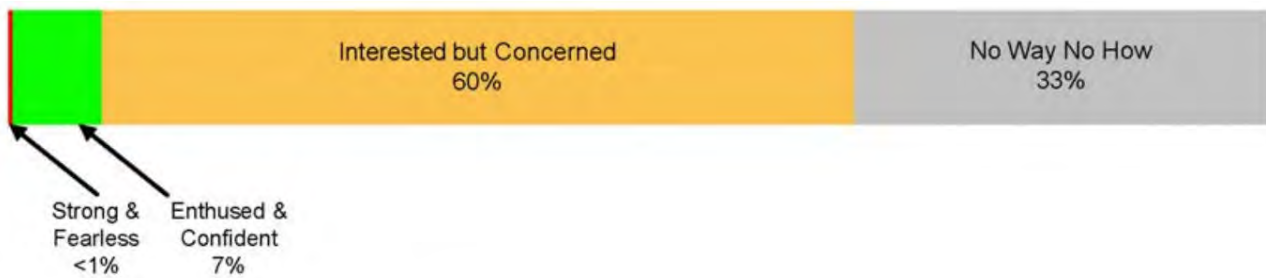 Interested but Concerned
60%
No Way No How
33%
Strong &
Fearless
<1%
Enthused &
Confident
7%